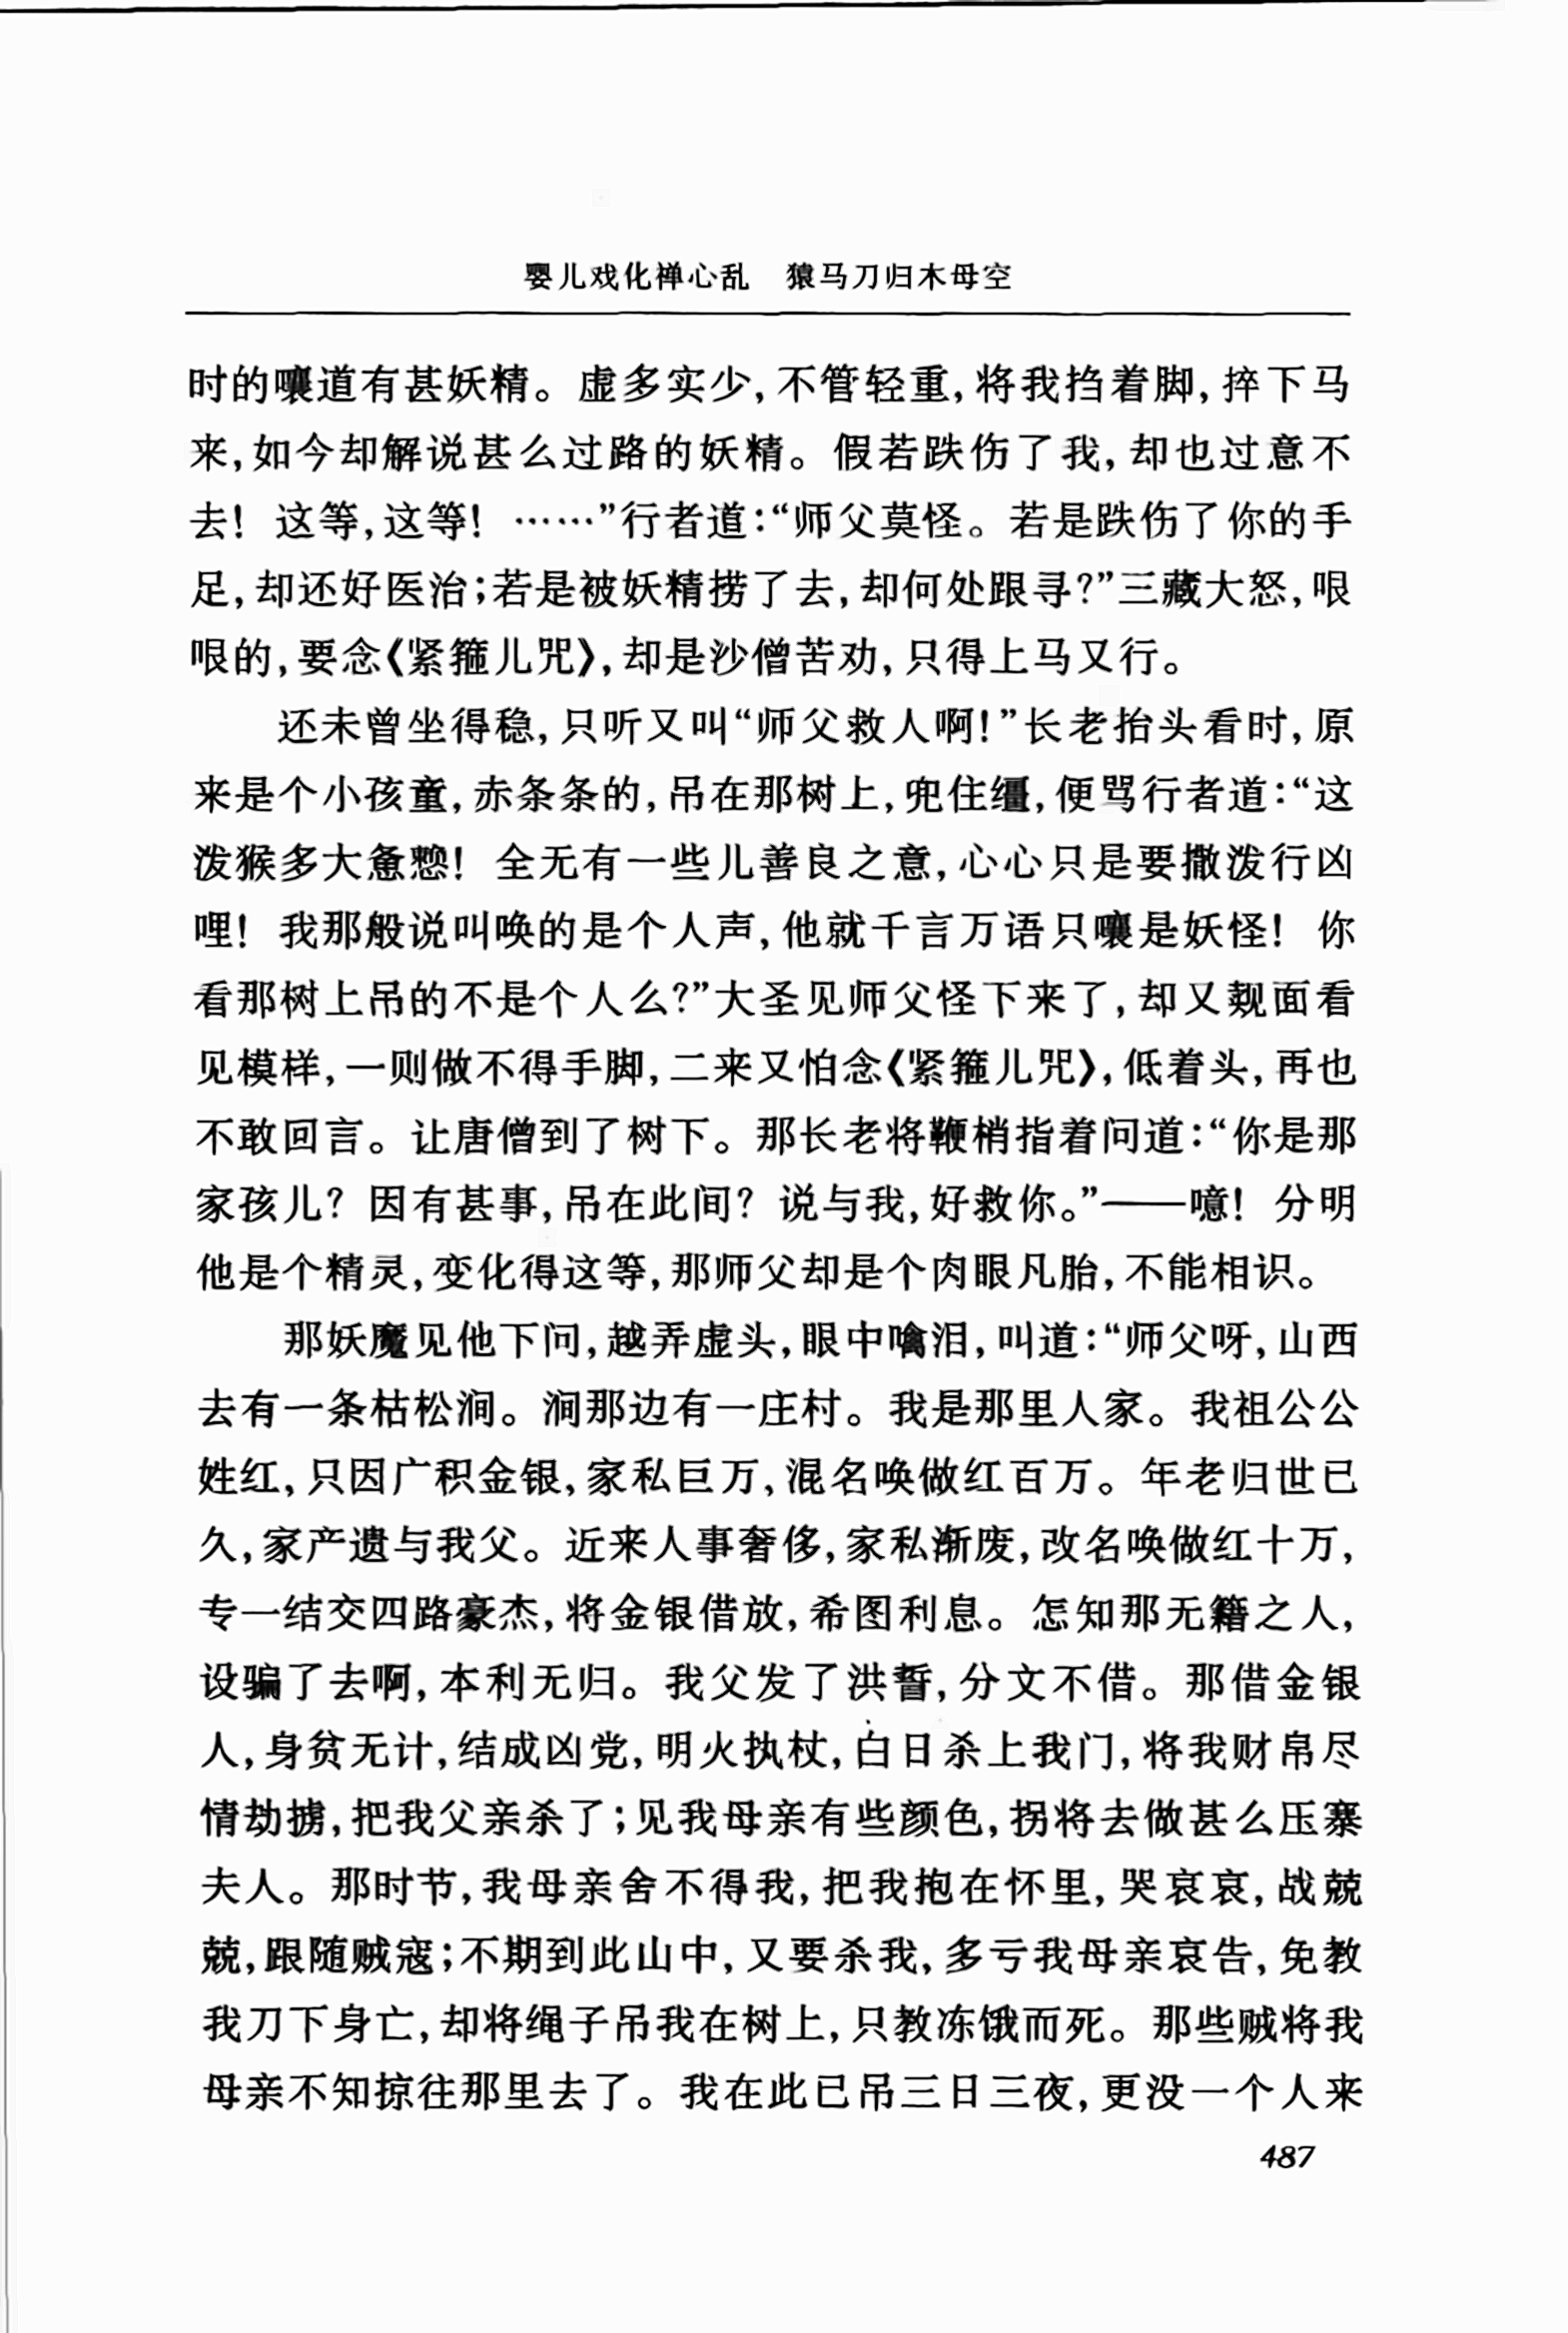 婴儿戏化禅心乱　猿马刀归木母空
时的嚷道有甚妖精。虚多实少,不管轻重,将我挡着脚,捽下马
来,如今却解说甚么过路的妖精。假若跌伤了我,却也过意不
去! 这等,这等! ……”行者道:“师父莫怪。若是跌伤了你的手
足,却还好医治;若是被妖精捞了去,却何处跟寻?”三藏大怒,哏
哏的,要念《紧箍儿咒》,却是沙僧苦劝,只得上马又行。
还未曾坐得稳,只听又叫“师父救人啊!”长老抬头看时,原
来是个小孩童,赤条条的,吊在那树上,兜住缰,便骂行者道:“这
泼猴多大惫懃! 全无有一些儿善良之意,心心只是要撒泼行凶
哩! 我那般说叫唤的是个人声,他就千言万语只嚷是妖怪! 你
看那树上吊的不是个人么?”大圣见师父怪下来了,却又觌面看
见模样,一则做不得手脚,二来又怕念《紧箍儿咒》,低着头,再也
不敢回言。让唐僧到了树下。那长老将鞭梢指着问道:“你是那
家孩儿? 因有甚事,吊在此间? 说与我,好救你。”——噫! 分明
他是个精灵,变化得这等,那师父却是个肉眼凡胎,不能相识。
那妖魔见他下问,越弄虚头,眼中噙泪,叫道:“师父呀,山西
去有一条枯松涧。涧那边有一庄村。我是那里人家。我祖公公
姓红,只因广积金银,家私巨万,混名唤做红百万。年老归世已
久,家产遗与我父。近来人事奢侈,家私渐废,改名唤做红十万,
专一结交四路豪杰,将金银借放,希图利息。怎知那无籍之人,
设骗了去啊,本利无归。我父发了洪誓,分文不借。那借金银
人,身贫无计,结成凶党,明火执杖,白日杀上我门,将我财帛尽
情劫掳,把我父亲杀了;见我母亲有些颜色,拐将去做甚么压寨
夫人。那时节,我母亲舍不得我,把我抱在怀里,哭哀哀,战兢
兢,跟随贼寇;不期到此山中,又要杀我,多亏我母亲哀告,免教
我刀下身亡,却将绳子吊我在树上,只教冻饿而死。那些贼将我
母亲不知掠往那里去了。我在此已吊三日三夜,更没一个人来
487